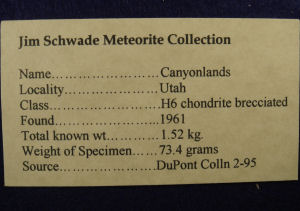 Jim Schwade Meteorite Collection
Name……………………Canyonlands
Locality…………………Utah
Class……………………H6 chondrite brecciated
Found…………………..1961
Total known wt…………1.52 kg.
Weight of Specimen……73.4 grams
Source………………….DuPont Colln 2-95